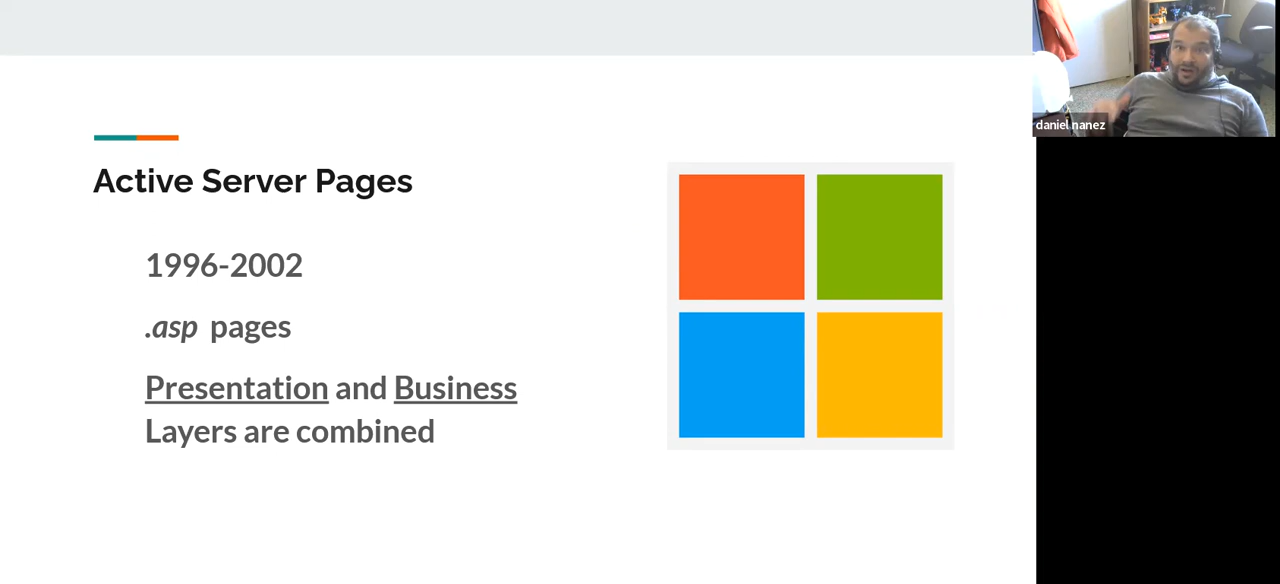 daniel nanez
Active Server Pages
1996-2002
.asp pages
Presentation and Business
Layers are combined